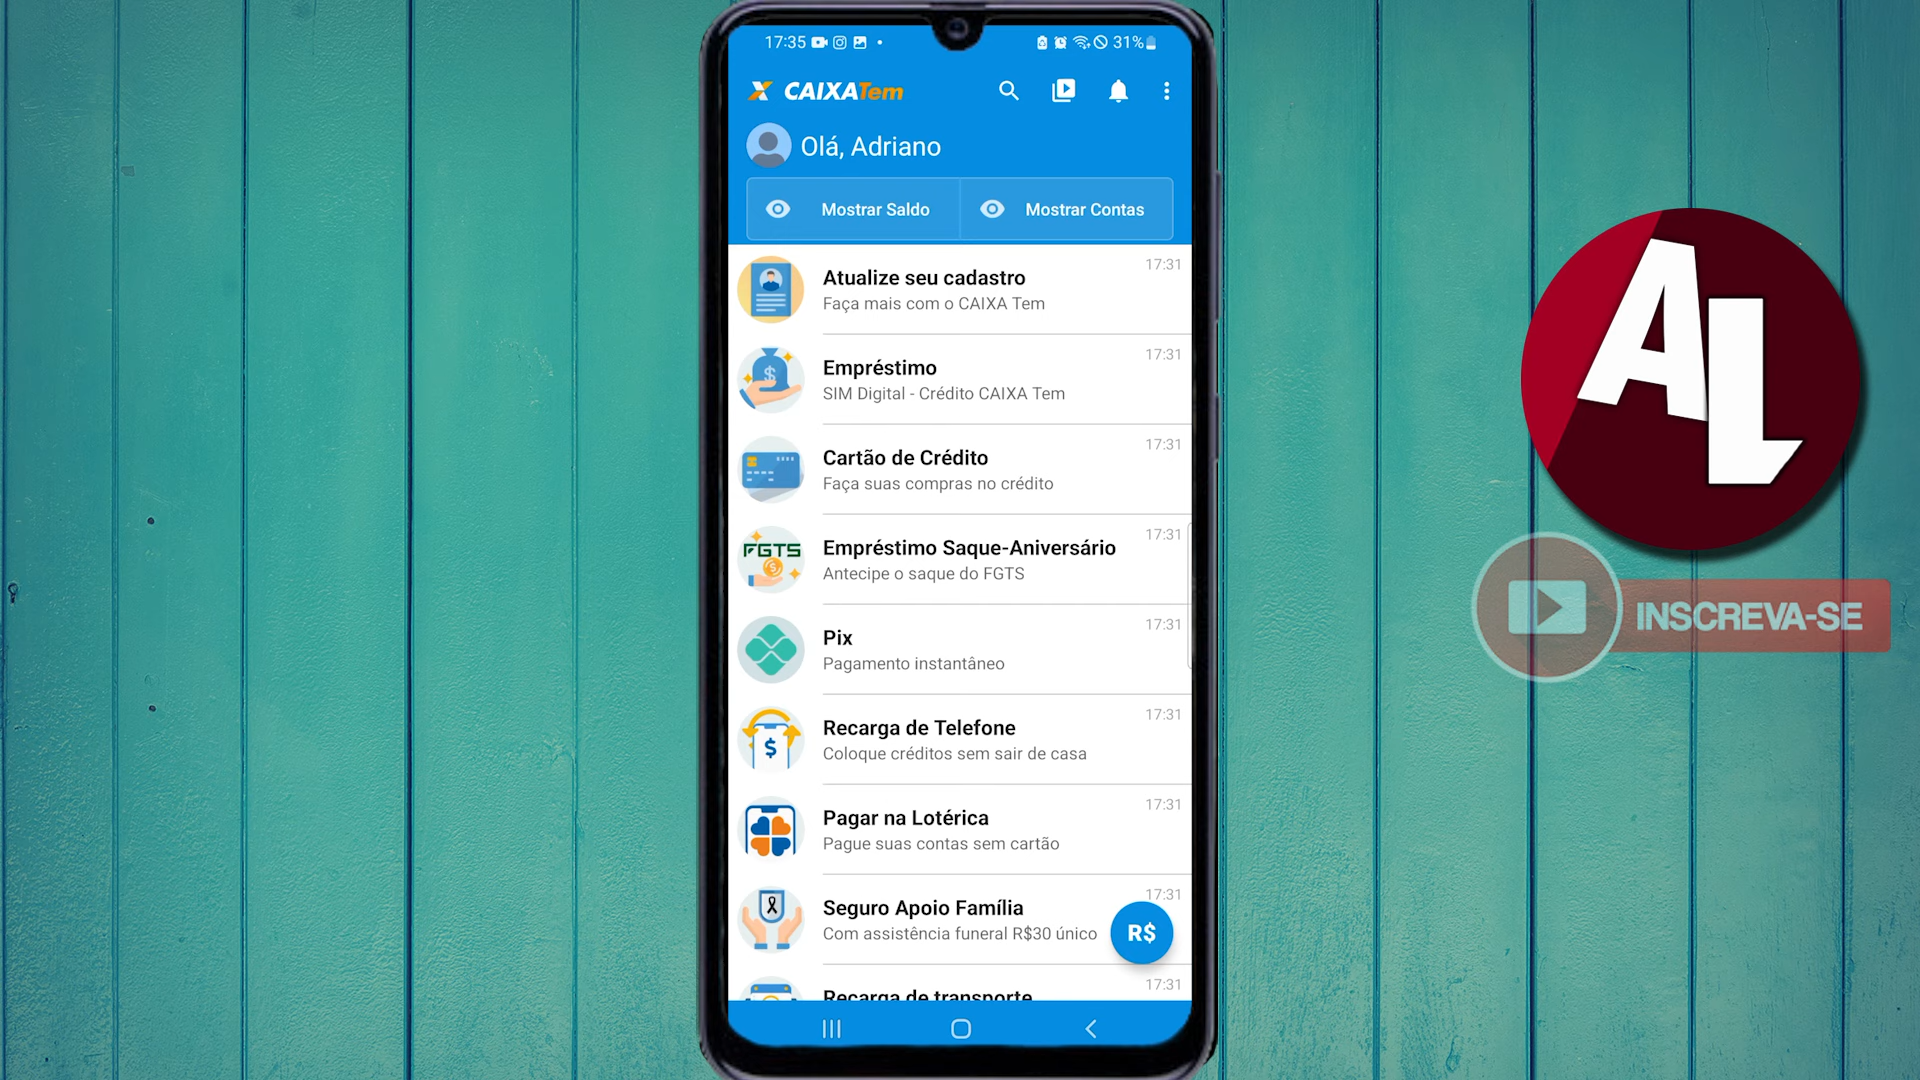 17:35 31%
CAIXATem
Olá, Adriano
Mostrar Saldo Mostrar Contas
17:31
Atualize seu cadastro
Faça mais com o CAIXA Tem
17:31
Empréstimo
$
SIM Digital - Crédito CAIXA Tem
17:31
Cartão de Crédito
Faça suas compras no crédito
17:31
Empréstimo Saque-Aniversário
FGTS
$
Antecipe o saque do FGTS
17:31
Pix
Pagamento instantâneo
17:31
Recarga de Telefone
$
Coloque créditos sem sair de casa
17:31
Pagar na Lotérica
Pague suas contas sem cartão
17:31
Seguro Apoio Família
Com assistência funeral R$30 único
R$
17:31
Recarga de transporte
AL
INSCREVA-SE